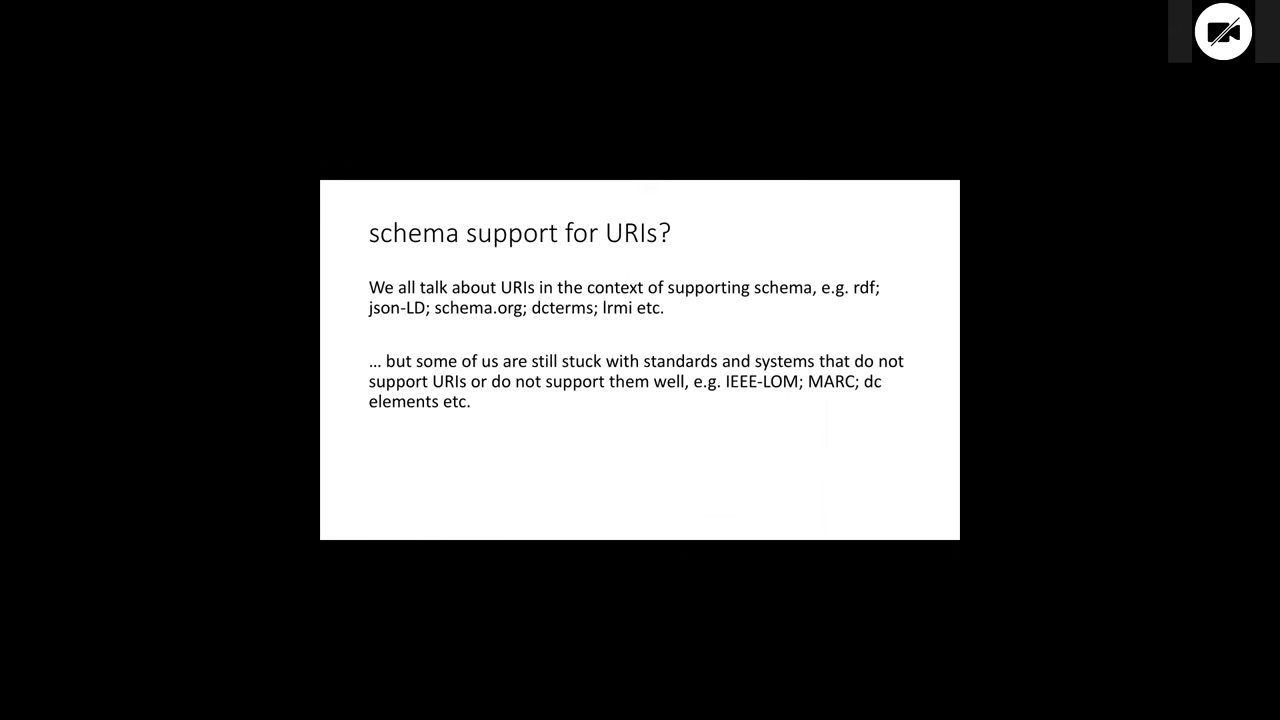 schema support for URIs?
We all talk about URIs in the context of supporting schema, e.g. rdf;
json-LD; schema.org; dcterms; lrmi etc.
... but some of us are still stuck with standards and systems that do not
support URIs or do not support them well, e.g. IEEE-LOM; MARC; dc
elements etc.